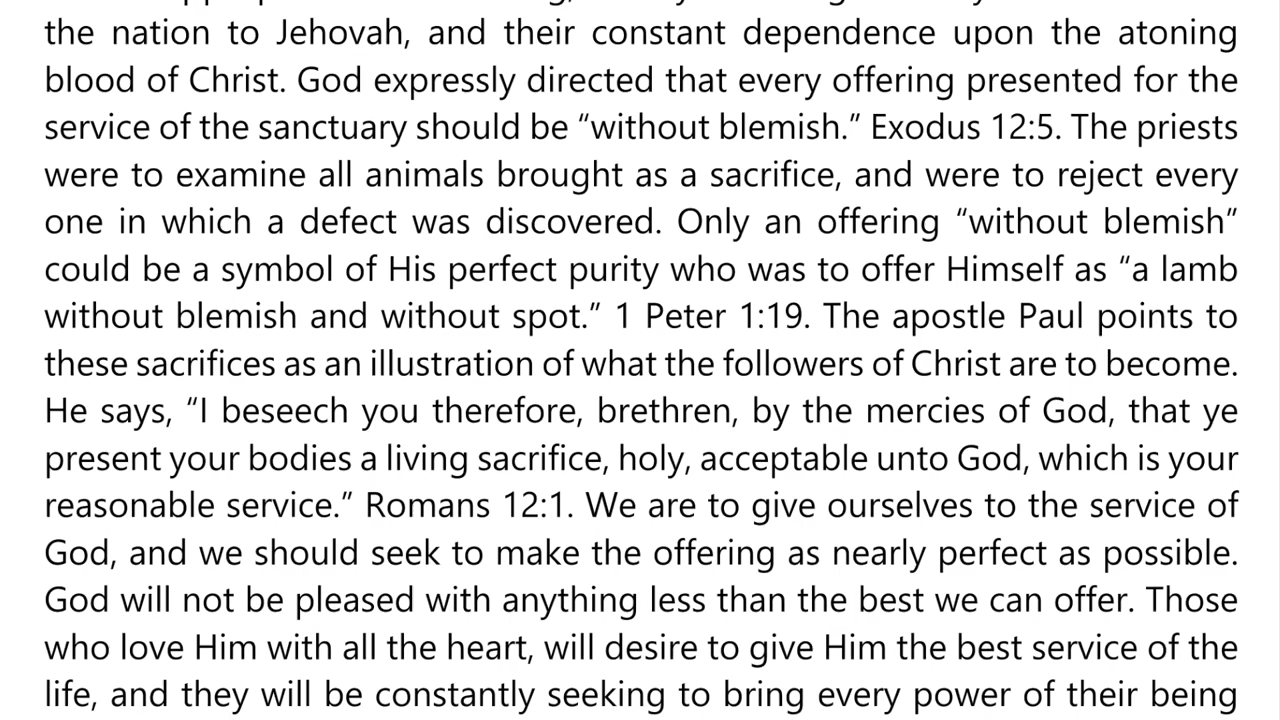 the nation to Jehovah, and their constant dependence upon the atoning
blood of Christ. God expressly directed that every offering presented for the
service of the sanctuary should be “without blemish.” Exodus 12:5. The priests
were to examine all animals brought as a sacrifice, and were to reject every
one in which a defect was discovered. Only an offering “without blemish”
could be a symbol of His perfect purity who was to offer Himself as “a lamb
without blemish and without spot.” 1 Peter 1:19. The apostle Paul points to
these sacrifices as an illustration of what the followers of Christ are to become.
He says, “I beseech you therefore, brethren, by the mercies of God, that ye
present your bodies a living sacrifice, holy, acceptable unto God, which is your
reasonable service.” Romans 12:1. We are to give ourselves to the service of
God, and we should seek to make the offering as nearly perfect as possible.
God will not be pleased with anything less than the best we can offer. Those
who love Him with all the heart, will desire to give Him the best service of the
life, and they will be constantly seeking to bring every power of their being